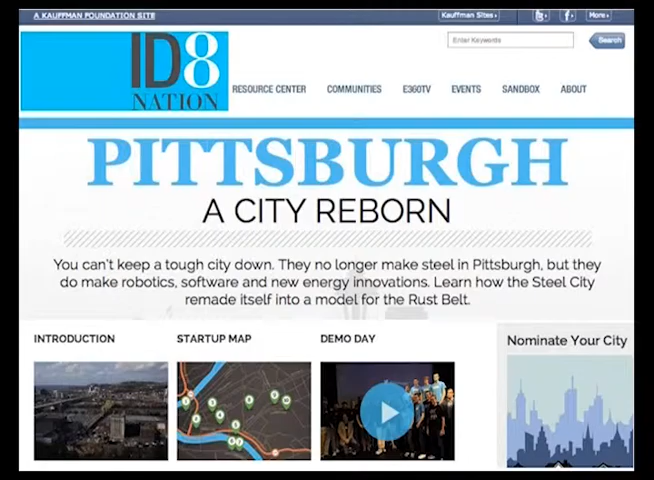 A KAUFFMAN FOUNDATION SITE
Kauffman Sites
More
Enter Keywords
Search
ID8
NATION
RESOURCE CENTER
COMMUNITIES
E360TV
EVENTS
SANDBOX
ABOUT
PITTSBURGH
A CITY REBORN
You can't keep a tough city down. They no longer make steel in Pittsburgh, but they
do make robotics, software and new energy innovations. Learn how the Steel City
remade itself into a model for the Rust Belt.
INTRODUCTION
STARTUP MAP
DEMO DAY
Nominate Your City